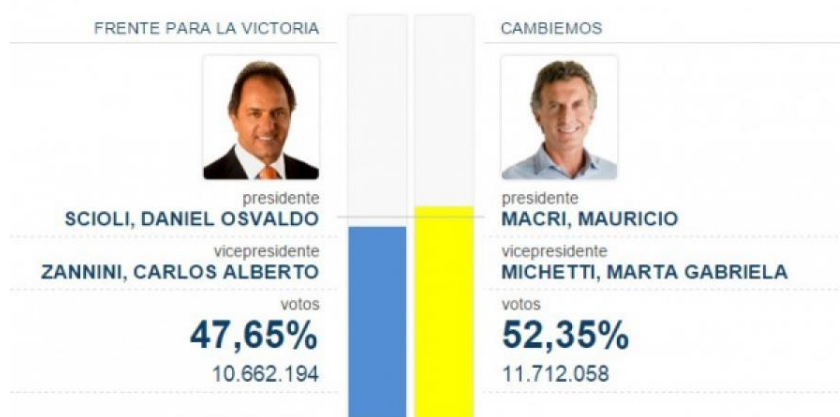 FRENTE PARA LA VICTORIA
presidente
SCIOLI, DANIEL OSVALDO
vicepresidente
ZANNINI, CARLOS ALBERTO
votos
47,65%
10.662.194
CAMBIEMOS
presidente
MACRI, MAURICIO
vicepresidente
MICHETTI, MARTA GABRIELA
votos
52,35%
11.712.058